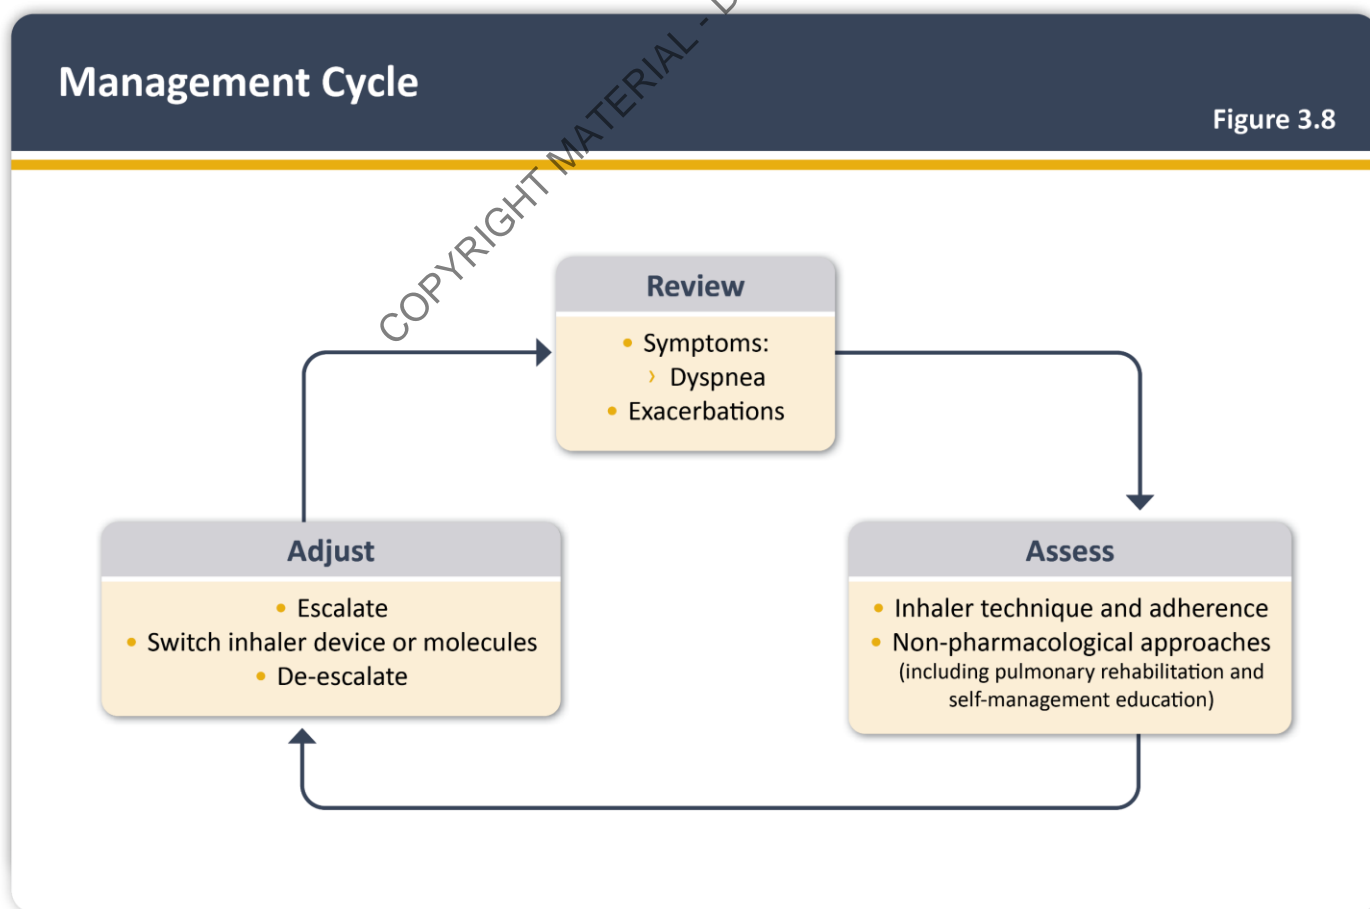 COPYRIGHT MATERIAL -
Management Cycle
Figure 3.8
Review
• Symptoms:
› Dyspnea
• Exacerbations
Adjust
• Escalate
• Switch inhaler device or molecules
• De-escalate
Assess
• Inhaler technique and adherence
• Non-pharmacological approaches
(including pulmonary rehabilitation and
self-management education)